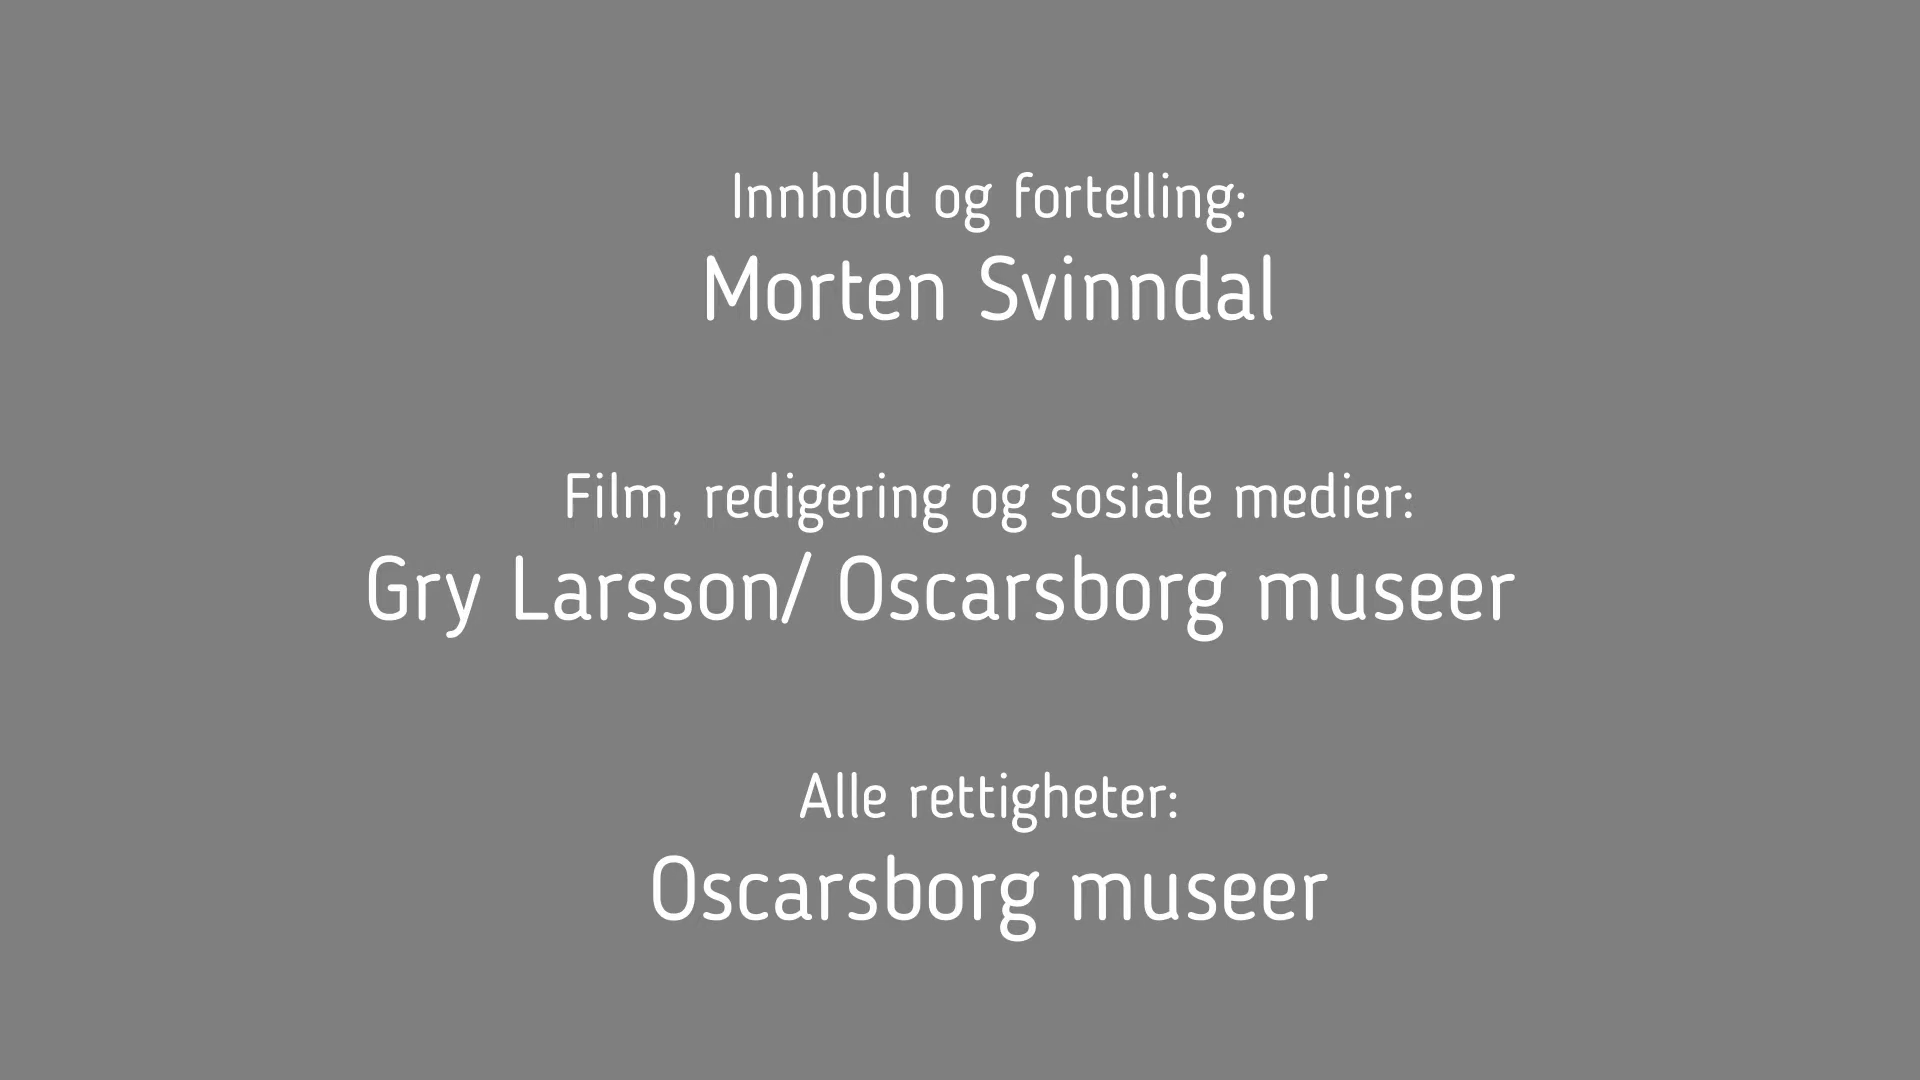 Innhold og fortelling:
Morten Svinndal
Film, redigering og sosiale medier:
Gry Larsson/ Oscarsborg museer
Alle rettigheter:
Oscarsborg museer